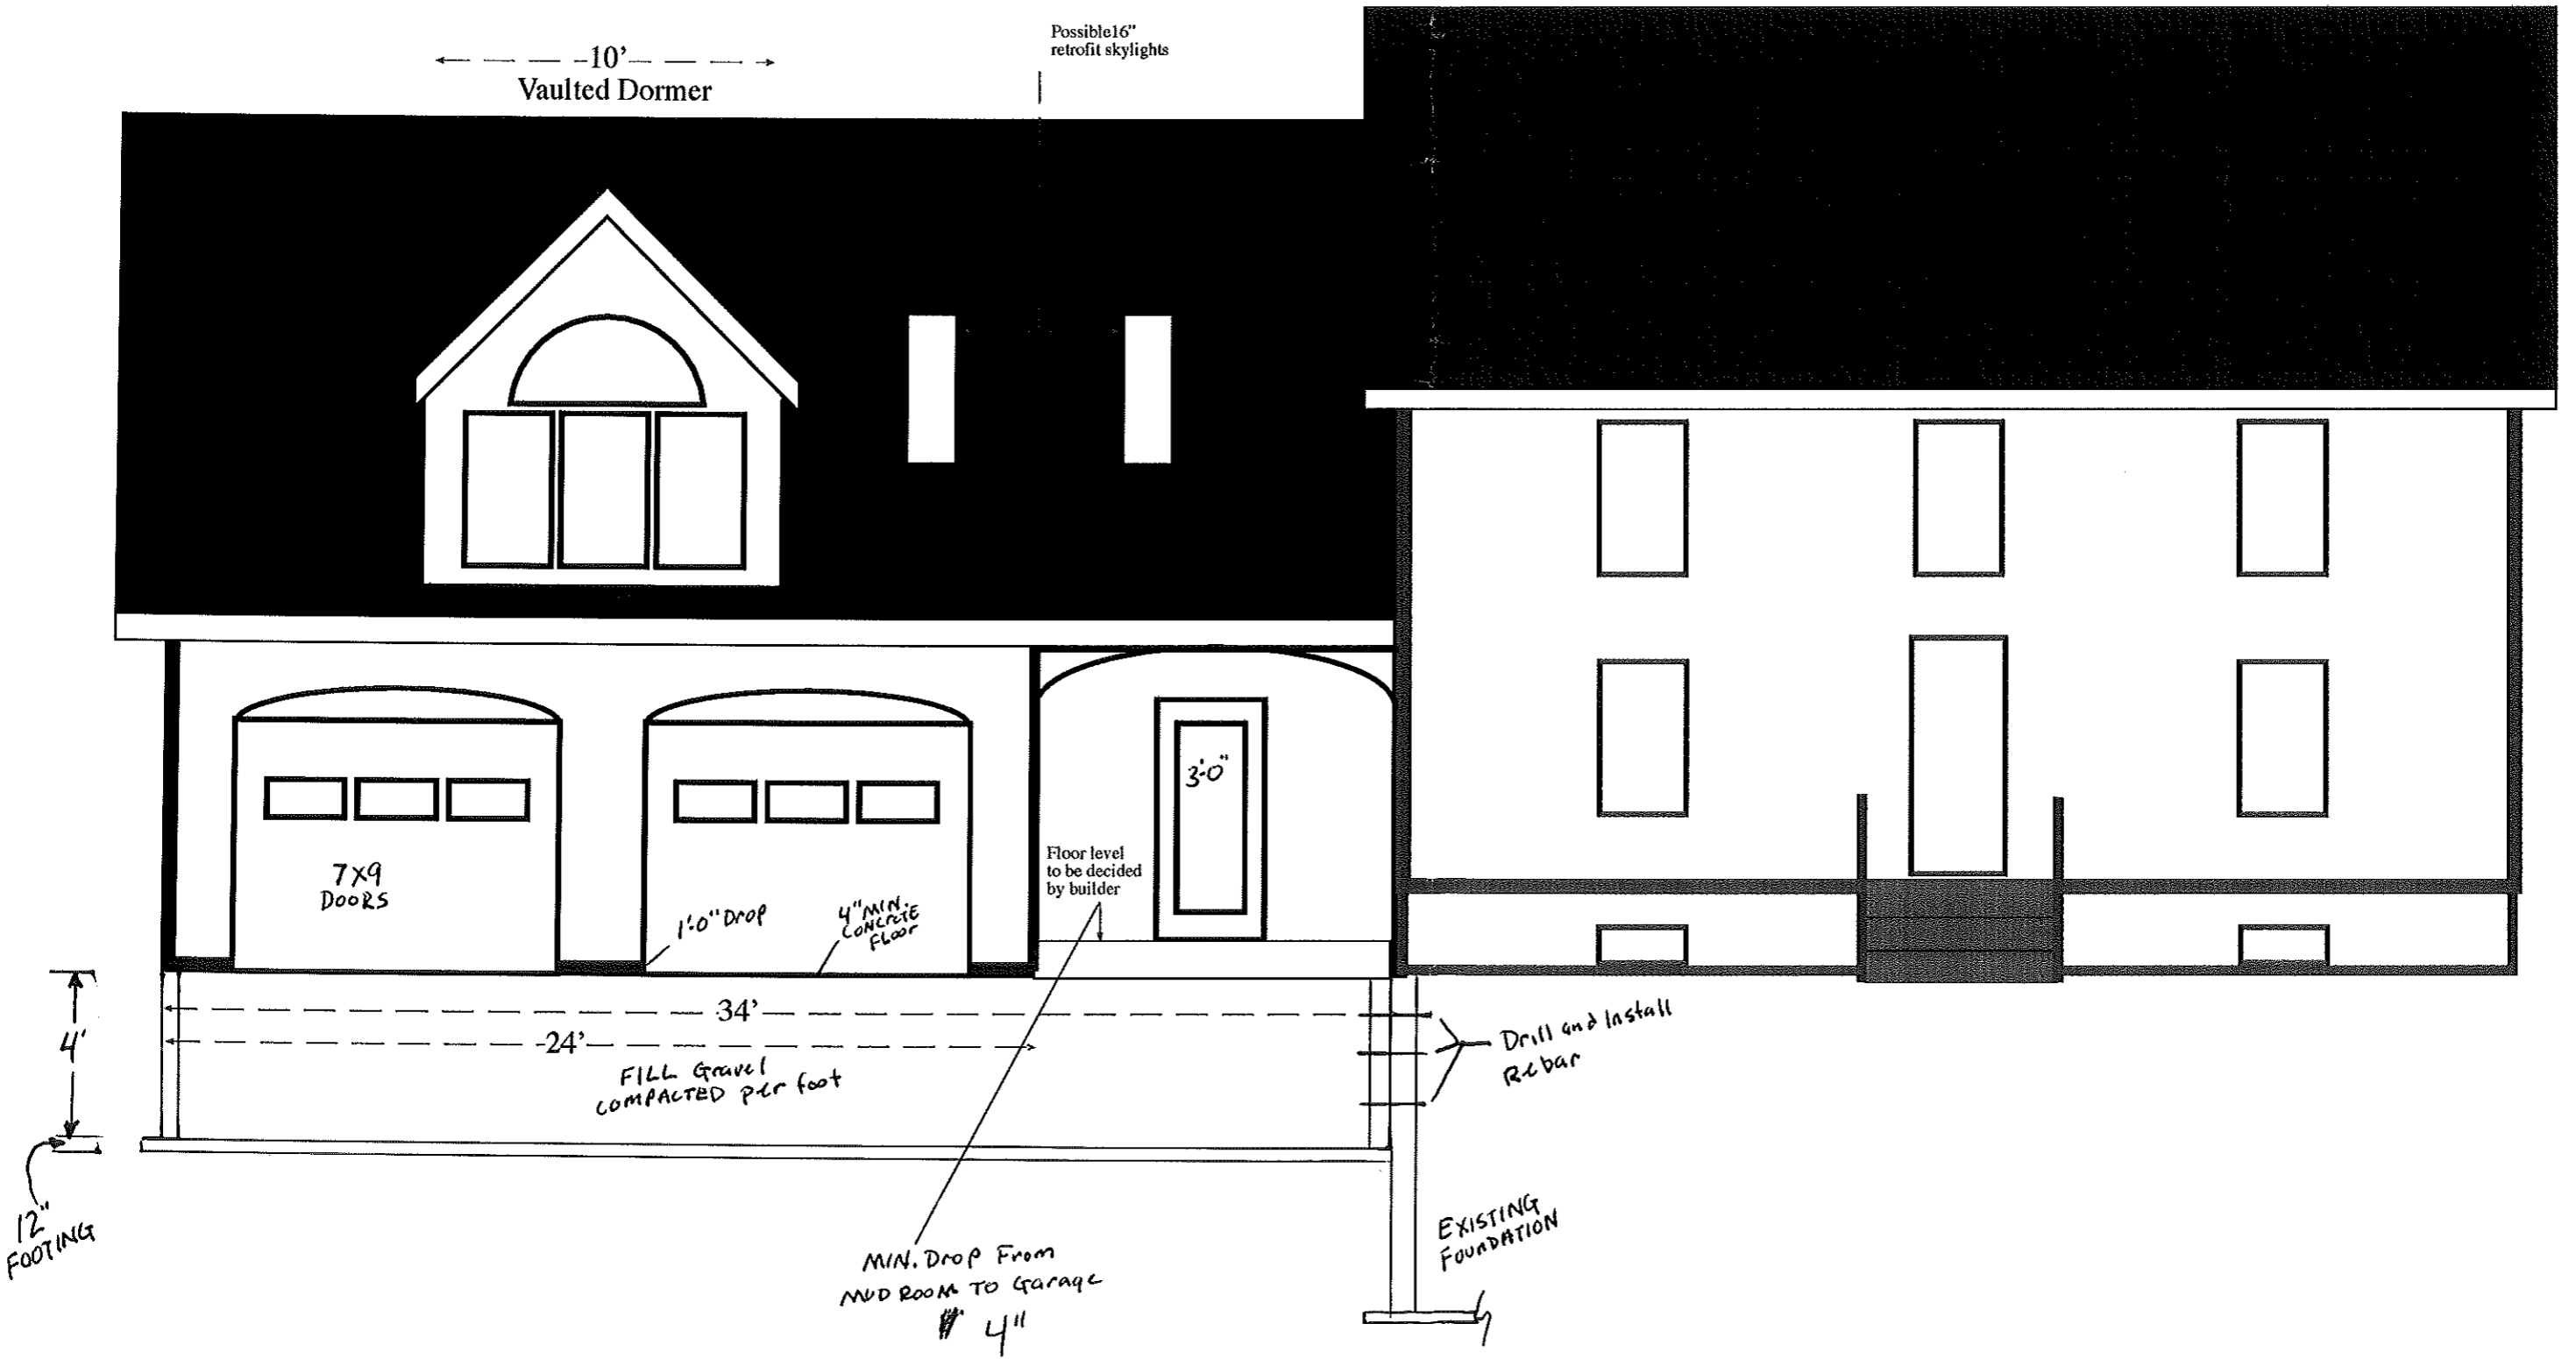 10'
Vaulted Dormer
Possible16"
retrofit skylights
3'-0"
7X9
DOORS
1'-0" Drop
4" MIN.
CONCRETE
FLOOR
Floor level
to be decided
by builder
34'
24'
FILL Gravel
COMPACTED per foot
4'
12"
FOOTING
Drill and Install
Rebar
EXISTING
FOUNDATION
MIN. Drop From
MUD ROOM TO Garage
4"